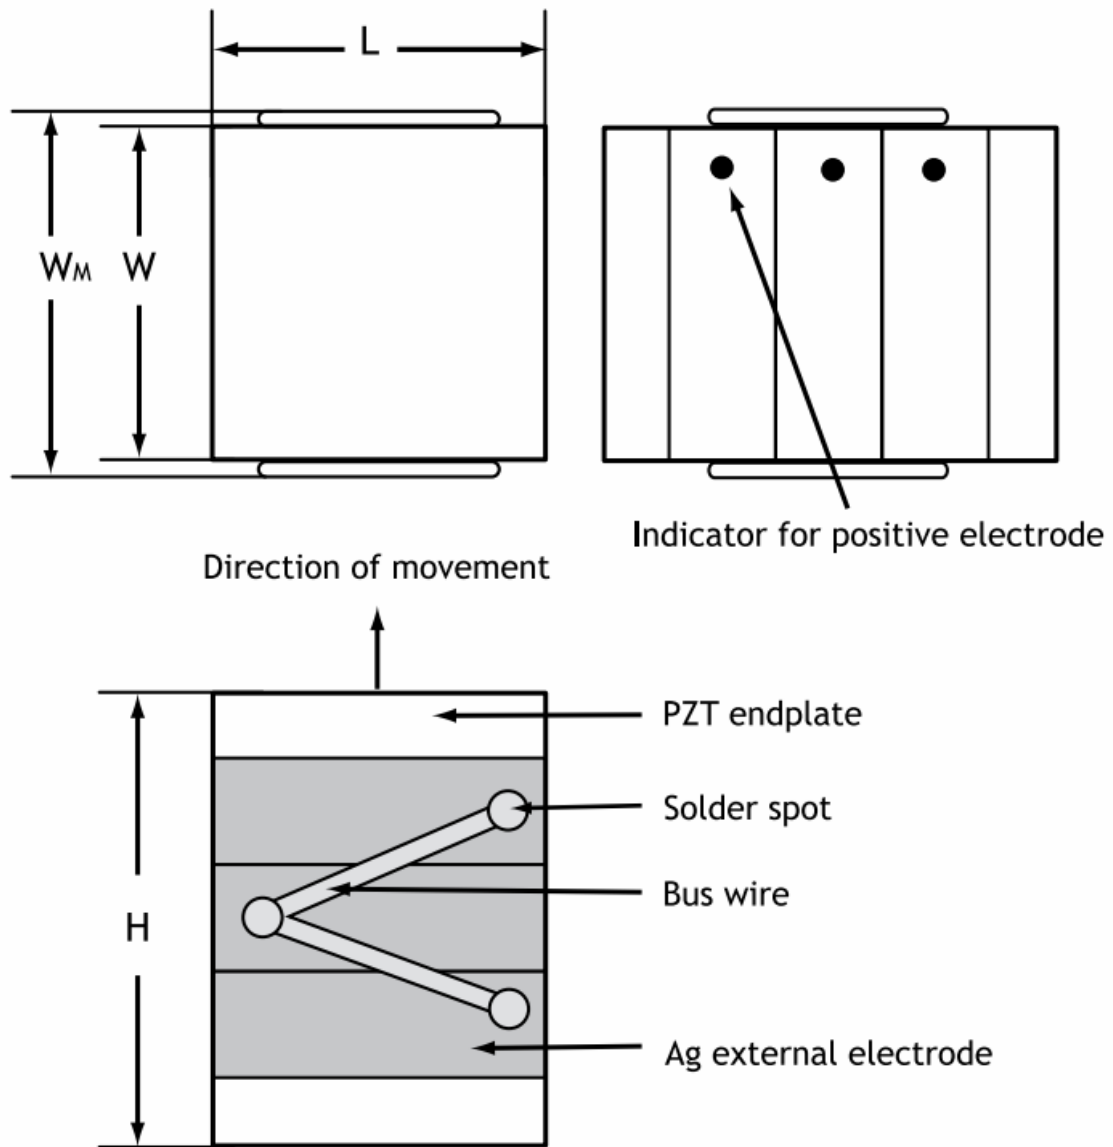 L
WM
W
Indicator for positive electrode
Direction of movement
PZT endplate
Solder spot
Bus wire
H
Ag external electrode